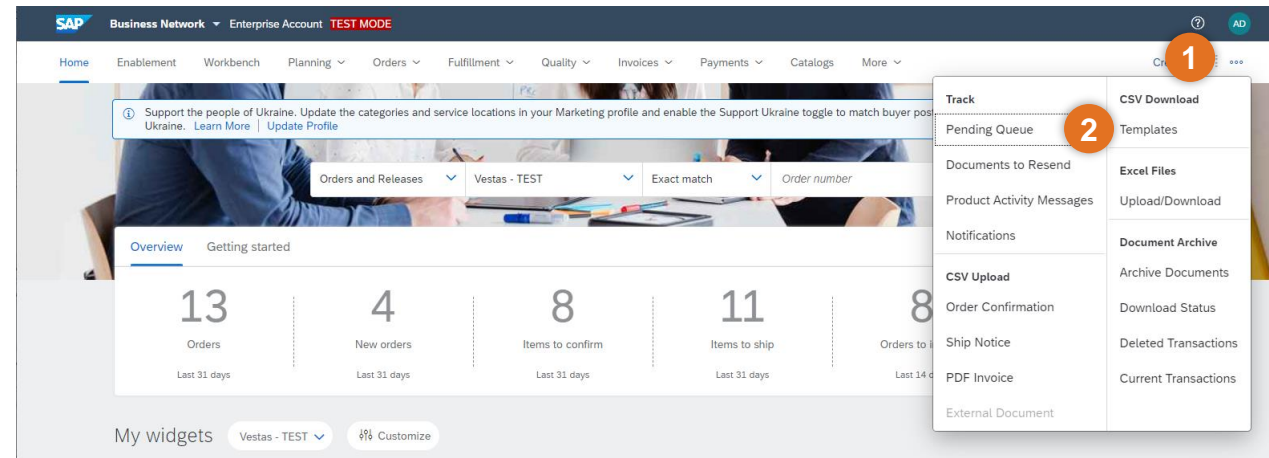 SAP Business Network Enterprise Account TEST MODE AD
Home Enablement Workbench Planning Orders Fulfillment Quality Invoices Payments Catalogs More
1
Support the people of Ukraine. Update the categories and service locations in your Marketing profile and enable the Support Ukraine toggle to match buyer
Ukraine. Learn More | Update Profile
Orders and Releases Vestas - TEST Exact match Order number
Overview Getting started
13
Orders
Last 31 days
4
New orders
Last 31 days
8
Items to confirm
Last 31 days
11
Items to ship
Last 31 days
8
Orders to
Last 14
My widgets Vestas - TEST Customize
Track
Pending Queue
2
Documents to Resend
Product Activity Messages
Notifications
CSV Upload
Order Confirmation
Ship Notice
PDF Invoice
External Document
CSV Download
Templates
Excel Files
Upload/Download
Document Archive
Archive Documents
Download Status
Deleted Transactions
Current Transactions